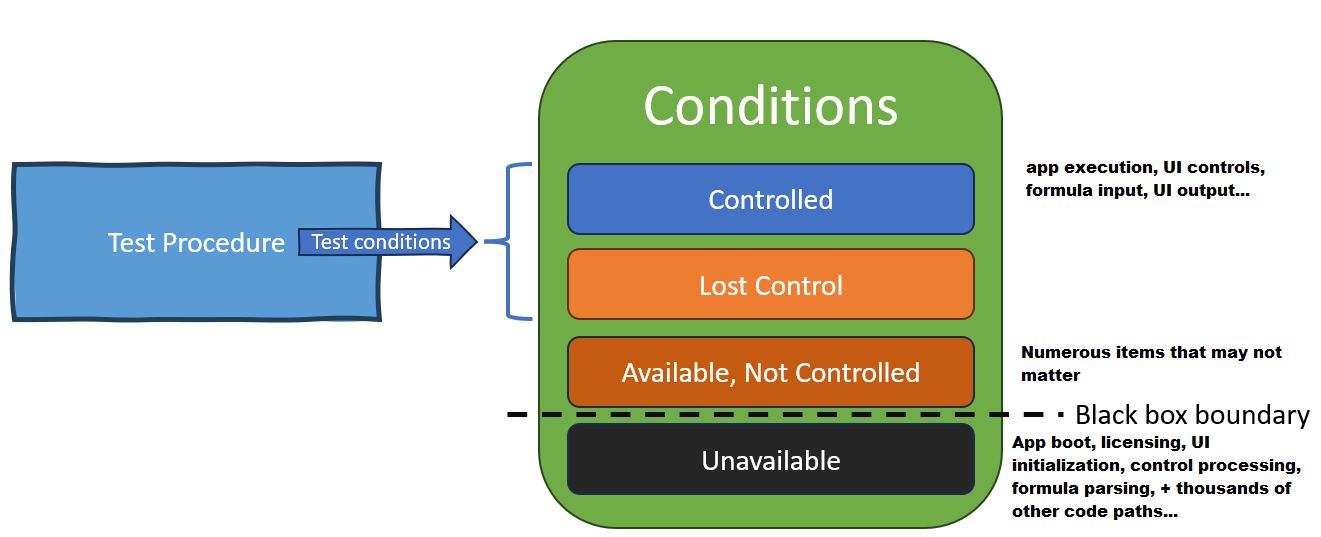 Conditions
app execution, UI controls,
formula input, UI output...
Controlled
Test Procedure
Test conditions
Lost Control
Numerous items that may not
matter
Available, Not Controlled
Black box boundary
Unavailable
App boot, licensing, UI
initialization, control processing,
formula parsing, + thousands of
other code paths...